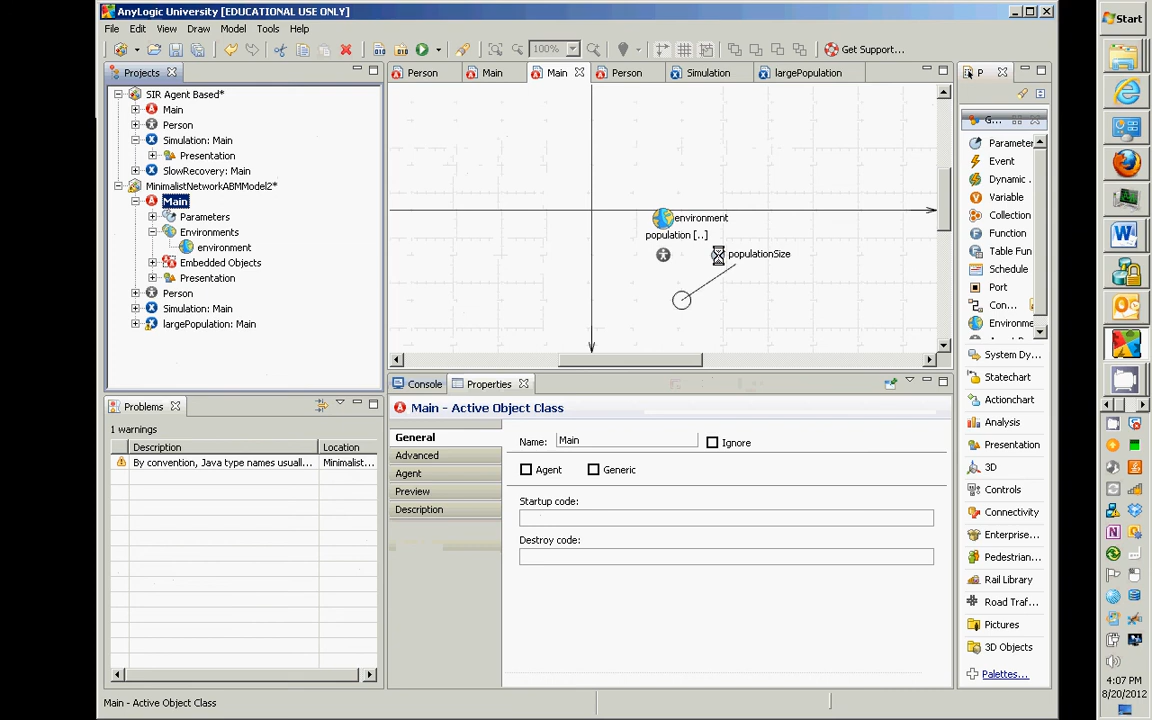 AnyLogic University [EDUCATIONAL USE ONLY]
Start
File Edit View Draw Model Tools Help
100%
Get Support...
Projects
Person
Main
Main
Person
Simulation
largePopulation
P
SIR Agent Based*
Main
Person
Simulation: Main
Presentation
SlowRecovery: Main
MinimalistNetworkABMModel2*
Main
Parameters
Environments
environment
Embedded Objects
Presentation
Person
Simulation: Main
largePopulation: Main
environment
population [..]
populationSize
G...
Parameter
Event
Dynamic
Variable
Collection
Function
Table Fun
Schedule
Port
Con...
Environme
System Dy...
Statechart
Actionchart
Analysis
Presentation
3D
Controls
Connectivity
Enterprise...
Pedestrian...
Rail Library
Road Traf...
Pictures
3D Objects
Palettes...
Console
Properties
Main - Active Object Class
General
Advanced
Agent
Preview
Description
Name: Main
Ignore
Agent
Generic
Startup code:
Destroy code:
Problems
1 warnings
Description
Location
By convention, Java type names usuall...
Minimalist...
Main - Active Object Class
4:07 PM
8/20/2012